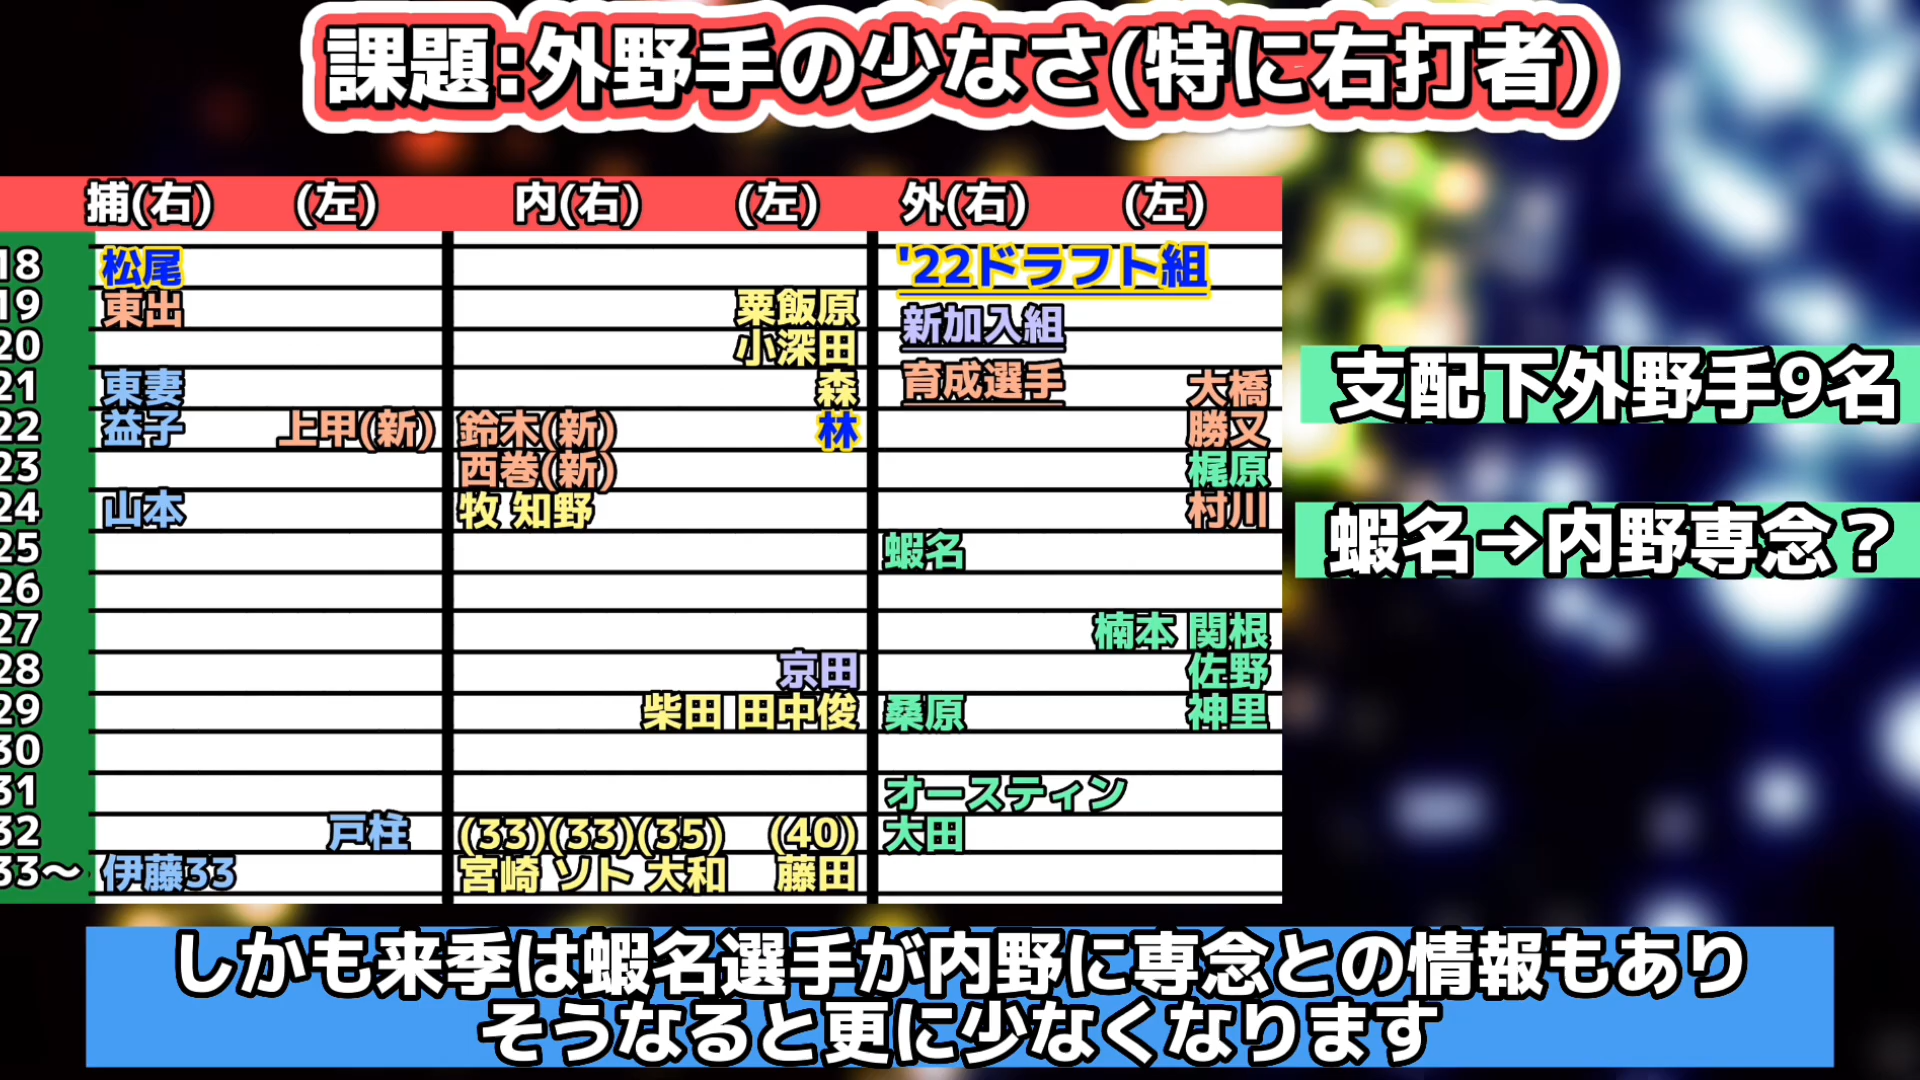 課題:外野手の少なさ(特に右打者)
捕(右) (左) 内(右) (左) 外(右) (左)
18 松尾 '22ドラフト組
19 東出 粟飯原 新加入組
20 小深田
21 東妻 森 育成選手 大橋
22 益子 上甲(新) 鈴木(新) 林 勝又
23 西巻(新) 梶原
24 山本 牧 知野 村川
25 蝦名
26
27 楠本 関根
28 京田 佐野
29 柴田 田中俊 桑原 神里
30
31 オースティン
32 戸柱 (33)(33)(35) (40) 大田
33〜 伊藤33 宮崎 ソト 大和 藤田
支配下外野手9名
蝦名→内野専念？
しかも来季は蝦名選手が内野に専念との情報もあり
そうなると更に少なくなります